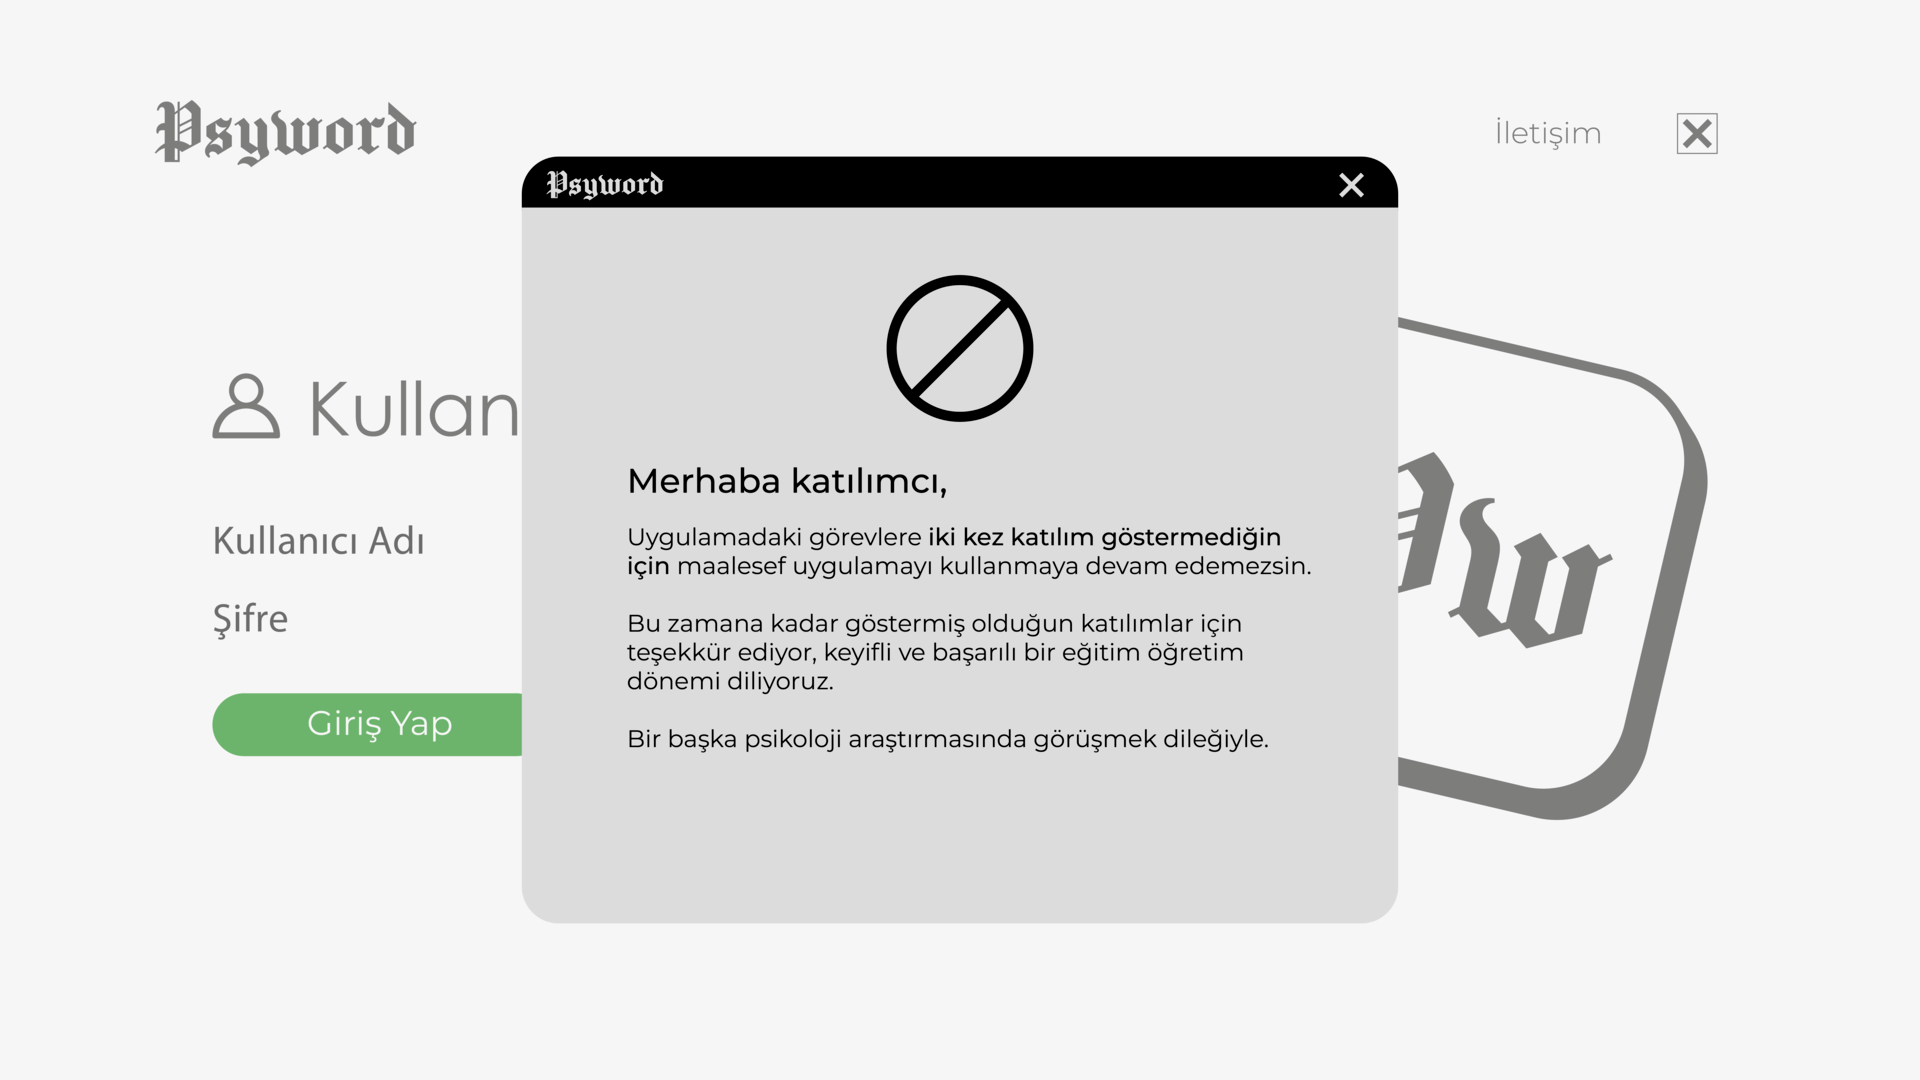 Psyword
İletişim
Psyword
Kullan
Kullanıcı Adı
Şifre
Giriş Yap
Merhaba katılımcı,
Uygulamadaki görevlere iki kez katılım göstermediğin
için maalesef uygulamayı kullanmaya devam edemezsin.
Bu zamana kadar göstermiş olduğun katılımlar için
teşekkür ediyor, keyifli ve başarılı bir eğitim öğretim
dönemi diliyoruz.
Bir başka psikoloji araştırmasında görüşmek dileğiyle.